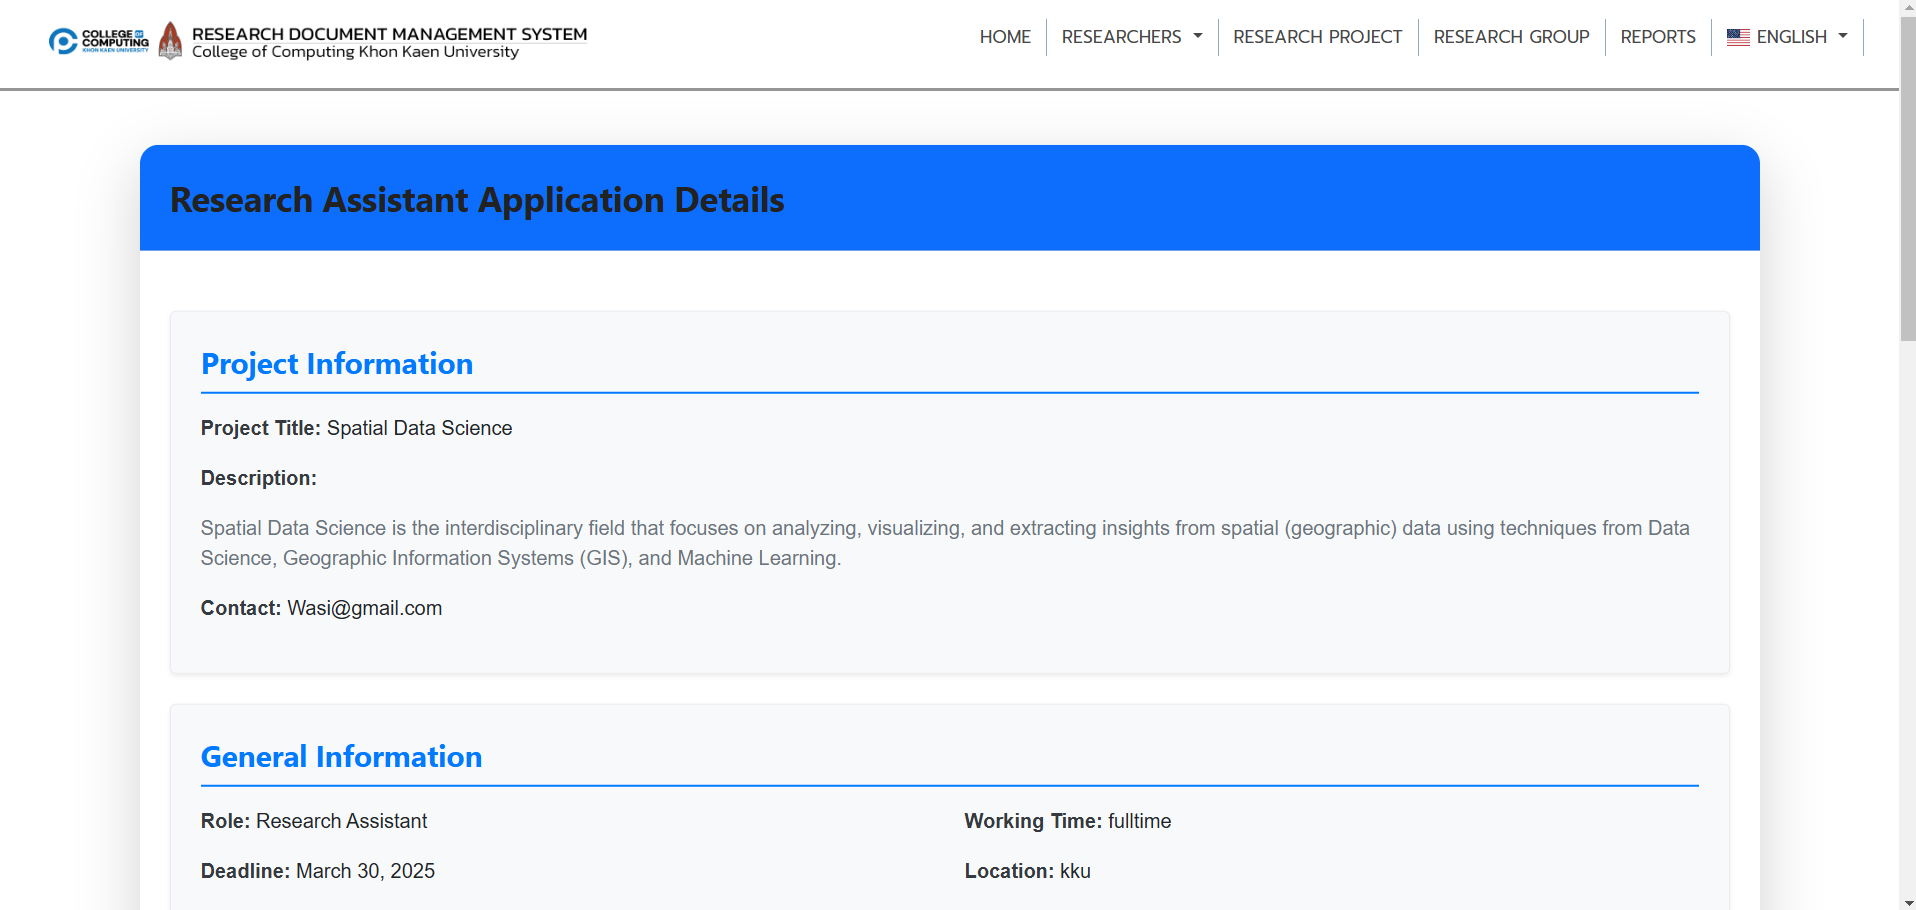 COLLEGE OF
COMPUTING
KHON KAEN UNIVERSITY
RESEARCH DOCUMENT MANAGEMENT SYSTEM
College of Computing Khon Kaen University
HOME
RESEARCHERS
RESEARCH PROJECT
RESEARCH GROUP
REPORTS
ENGLISH
Research Assistant Application Details
Project Information
Project Title: Spatial Data Science
Description:
Spatial Data Science is the interdisciplinary field that focuses on analyzing, visualizing, and extracting insights from spatial (geographic) data using techniques from Data
Science, Geographic Information Systems (GIS), and Machine Learning.
Contact: Wasi@gmail.com
General Information
Role: Research Assistant
Working Time: fulltime
Deadline: March 30, 2025
Location: kku